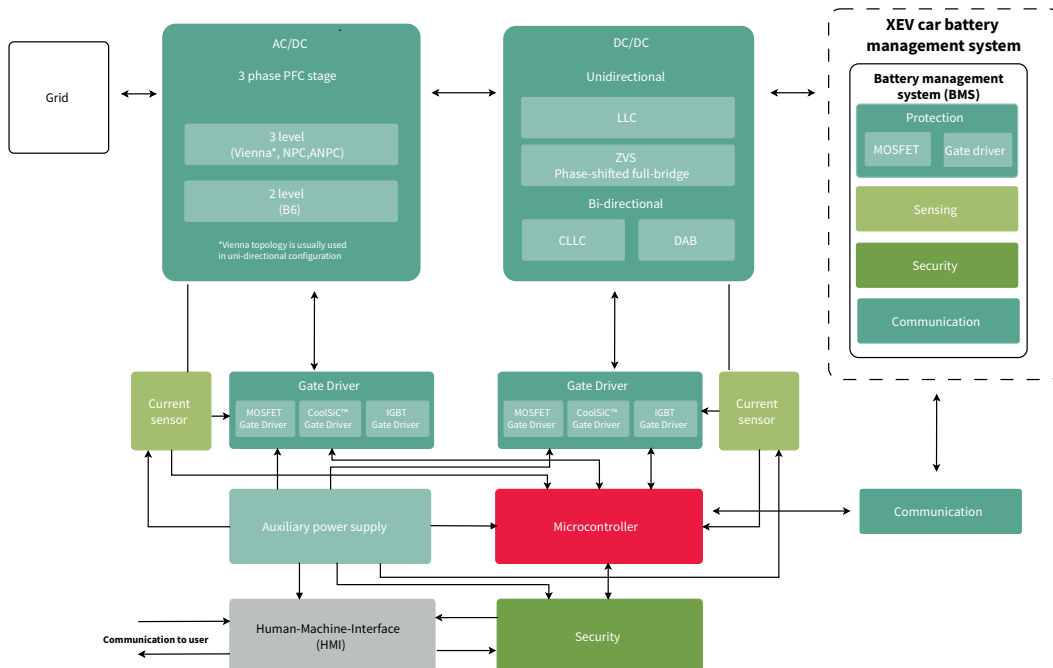 Grid
AC/DC
3 phase PFC stage
3 level
(Vienna*, NPC,ANPC)
2 level
(B6)
*Vienna topology is usually used
in uni-directional configuration
DC/DC
Unidirectional
LLC
ZVS
Phase-shifted full-bridge
Bi-directional
CLLC
DAB
XEV car battery
management system
Battery management
system (BMS)
Protection
MOSFET
Gate driver
Sensing
Security
Communication
Current
sensor
Gate Driver
MOSFET
Gate Driver
CoolSiC™
Gate Driver
IGBT
Gate Driver
Gate Driver
MOSFET
Gate Driver
CoolSiC™
Gate Driver
IGBT
Gate Driver
Current
sensor
Auxiliary power supply
Microcontroller
Communication
Communication to user
Human-Machine-Interface
(HMI)
Security